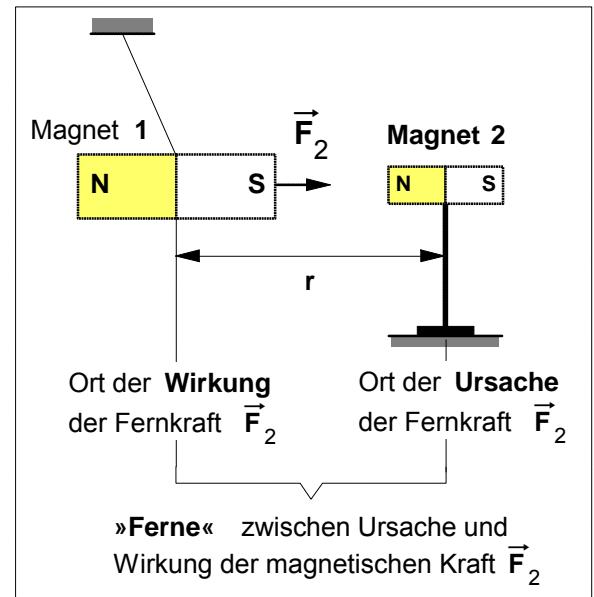 Magnet 1
F₂
Magnet 2
N S
N S
r
Ort der Wirkung
der Fernkraft F₂
Ort der Ursache
der Fernkraft F₂
»Ferne« zwischen Ursache und
Wirkung der magnetischen Kraft F₂